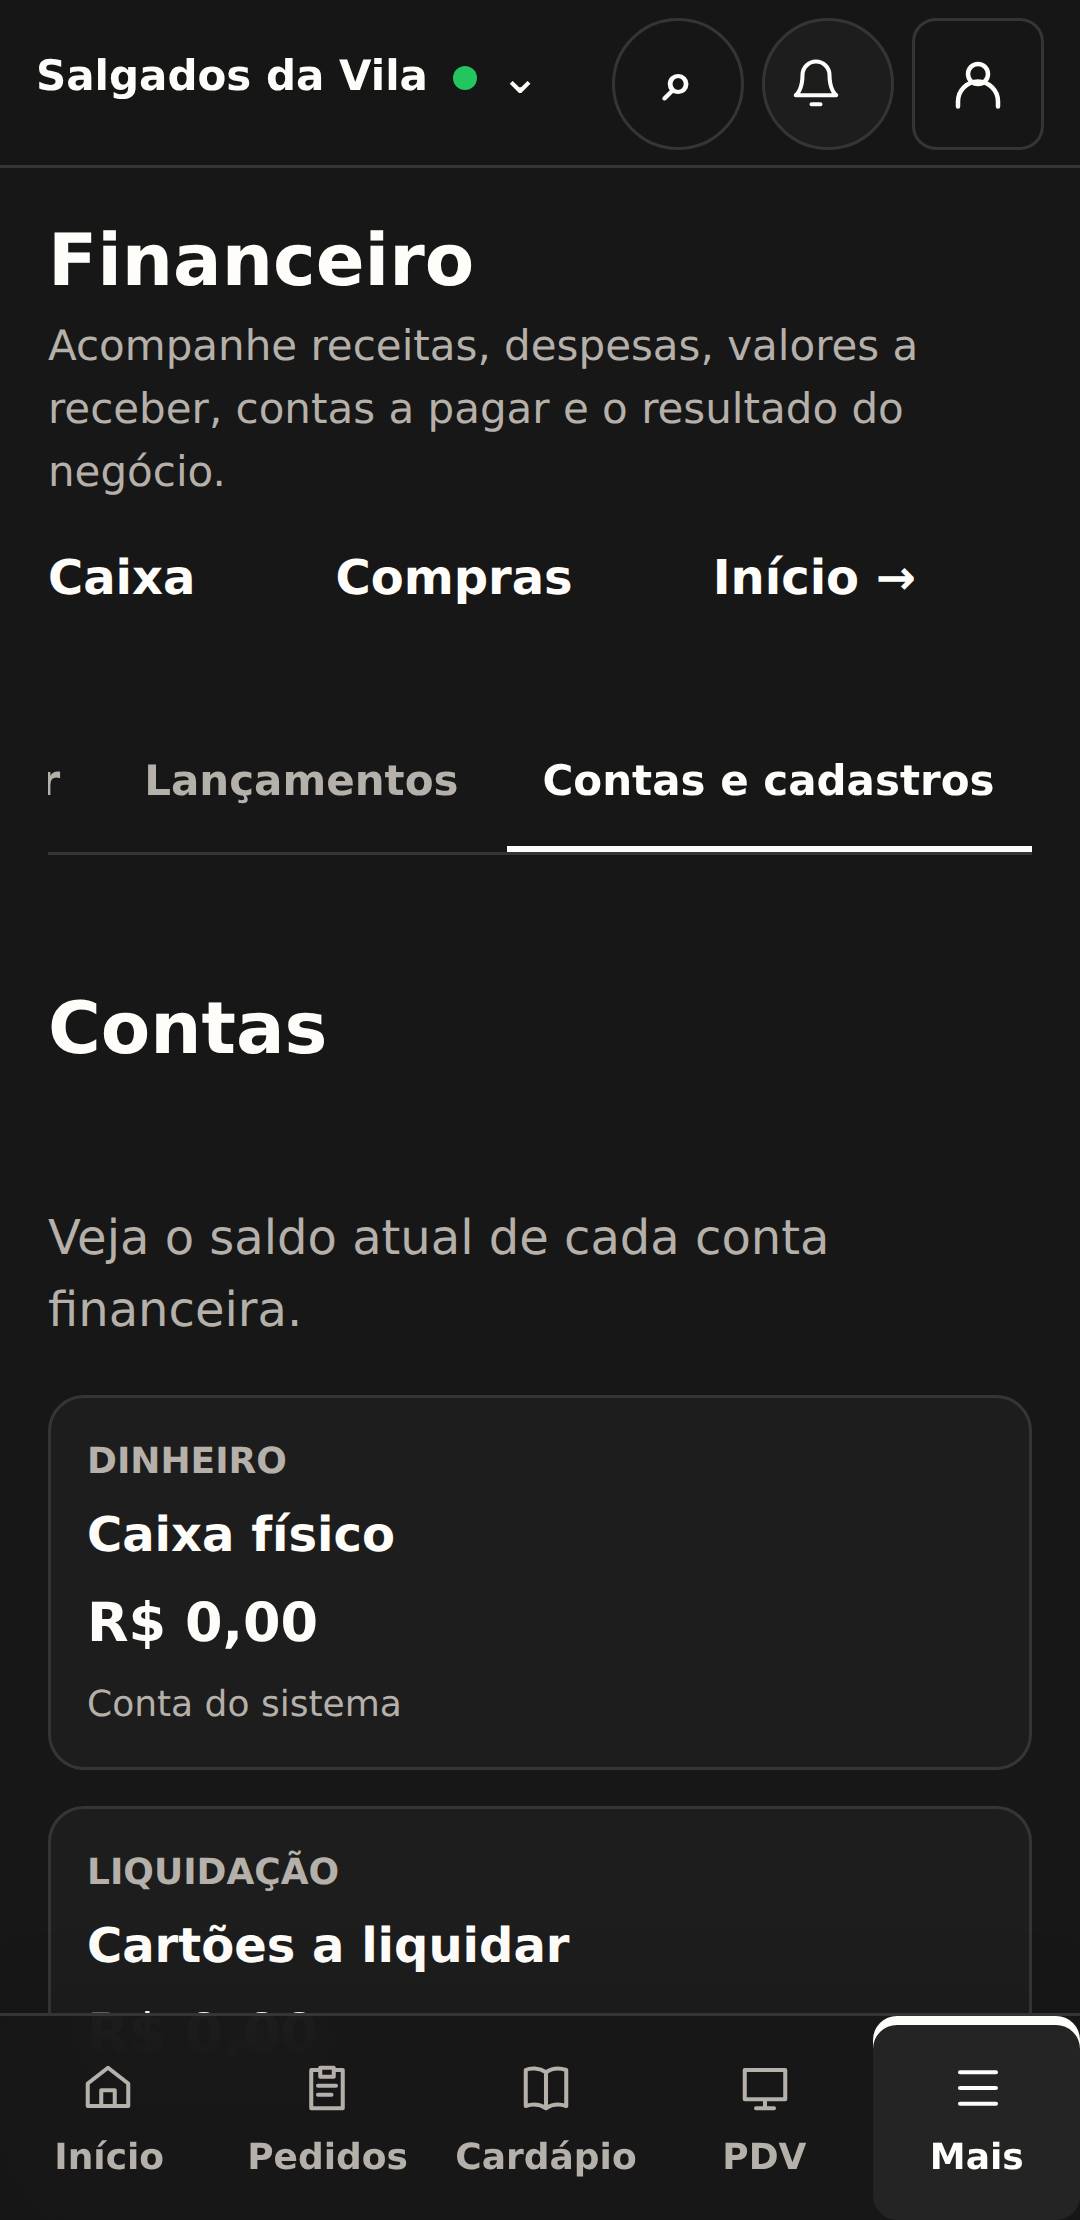 Salgados da Vila
Financeiro
Acompanhe receitas, despesas, valores a
receber, contas a pagar e o resultado do
negócio.
Caixa Compras Início →
r Lançamentos Contas e cadastros
Contas
Veja o saldo atual de cada conta
financeira.
DINHEIRO
Caixa físico
R$ 0,00
Conta do sistema
LIQUIDAÇÃO
Cartões a liquidar
R$ 0,00
Início Pedidos Cardápio PDV Mais